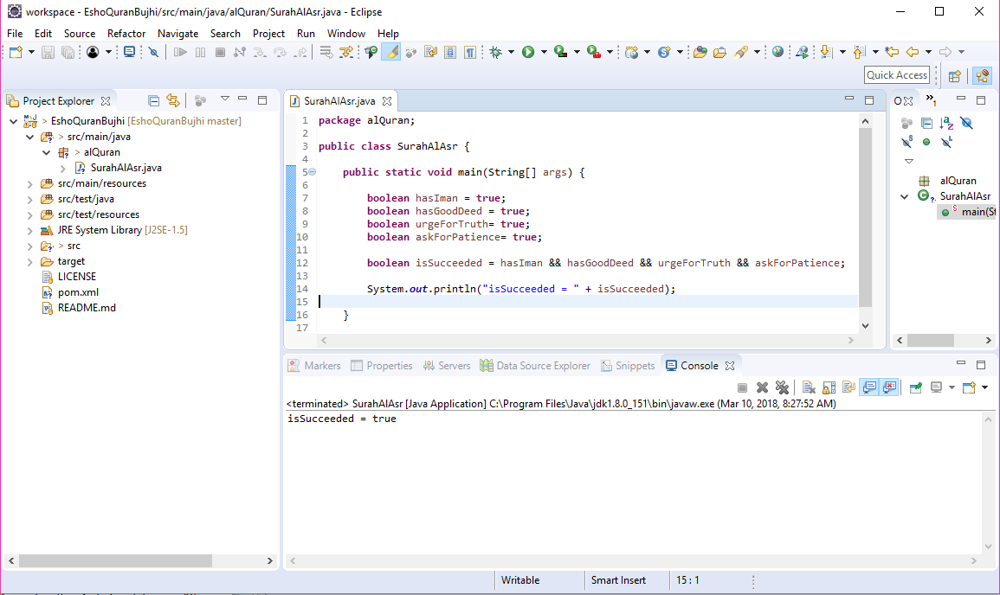 workspace - EshoQuranBujhi/src/main/java/alQuran/SurahAlAsr.java - Eclipse
File Edit Source Refactor Navigate Search Project Run Window Help
Quick Access
Project Explorer
EshoQuranBujhi [EshoQuranBujhi master]
src/main/java
alQuran
SurahAlAsr.java
src/main/resources
src/test/java
src/test/resources
JRE System Library [J2SE-1.5]
src
target
LICENSE
pom.xml
README.md
SurahAlAsr.java
1 package alQuran;
2
3 public class SurahAlAsr {
4
5 public static void main(String[] args) {
6
7 boolean hasIman = true;
8 boolean hasGoodDeed = true;
9 boolean urgeForTruth= true;
10 boolean askForPatience= true;
11
12 boolean isSucceeded = hasIman && hasGoodDeed && urgeForTruth && askForPatience;
13
14 System.out.println("isSucceeded = " + isSucceeded);
15
16 }
17
alQuran
SurahAlAsr
main(St
Markers Properties Servers Data Source Explorer Snippets Console
<terminated> SurahAlAsr [Java Application] C:\Program Files\Java\jdk1.8.0_151\bin\javaw.exe (Mar 10, 2018, 8:27:52 AM)
isSucceeded = true
Writable Smart Insert 15 : 1